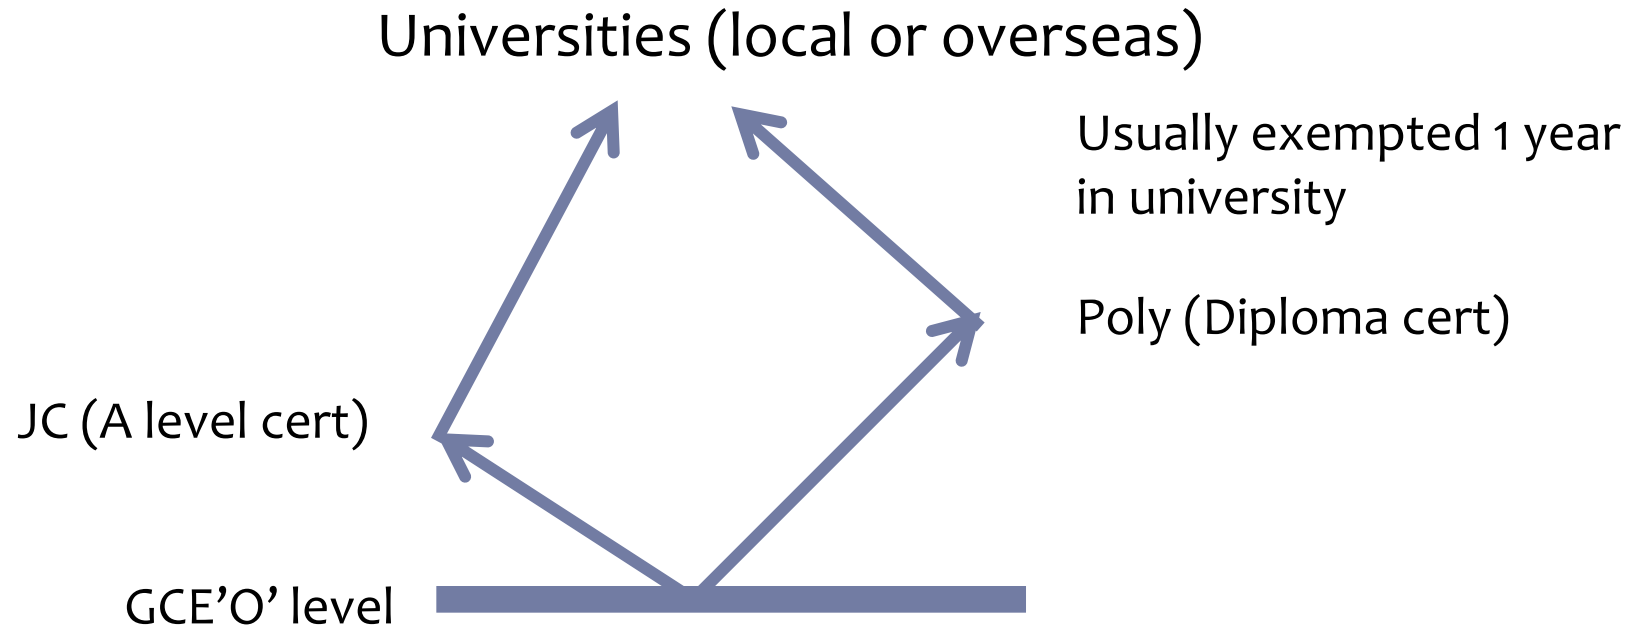 Universities (local or overseas)
Usually exempted 1 year
in university
Poly (Diploma cert)
JC (A level cert)
GCE’O’ level